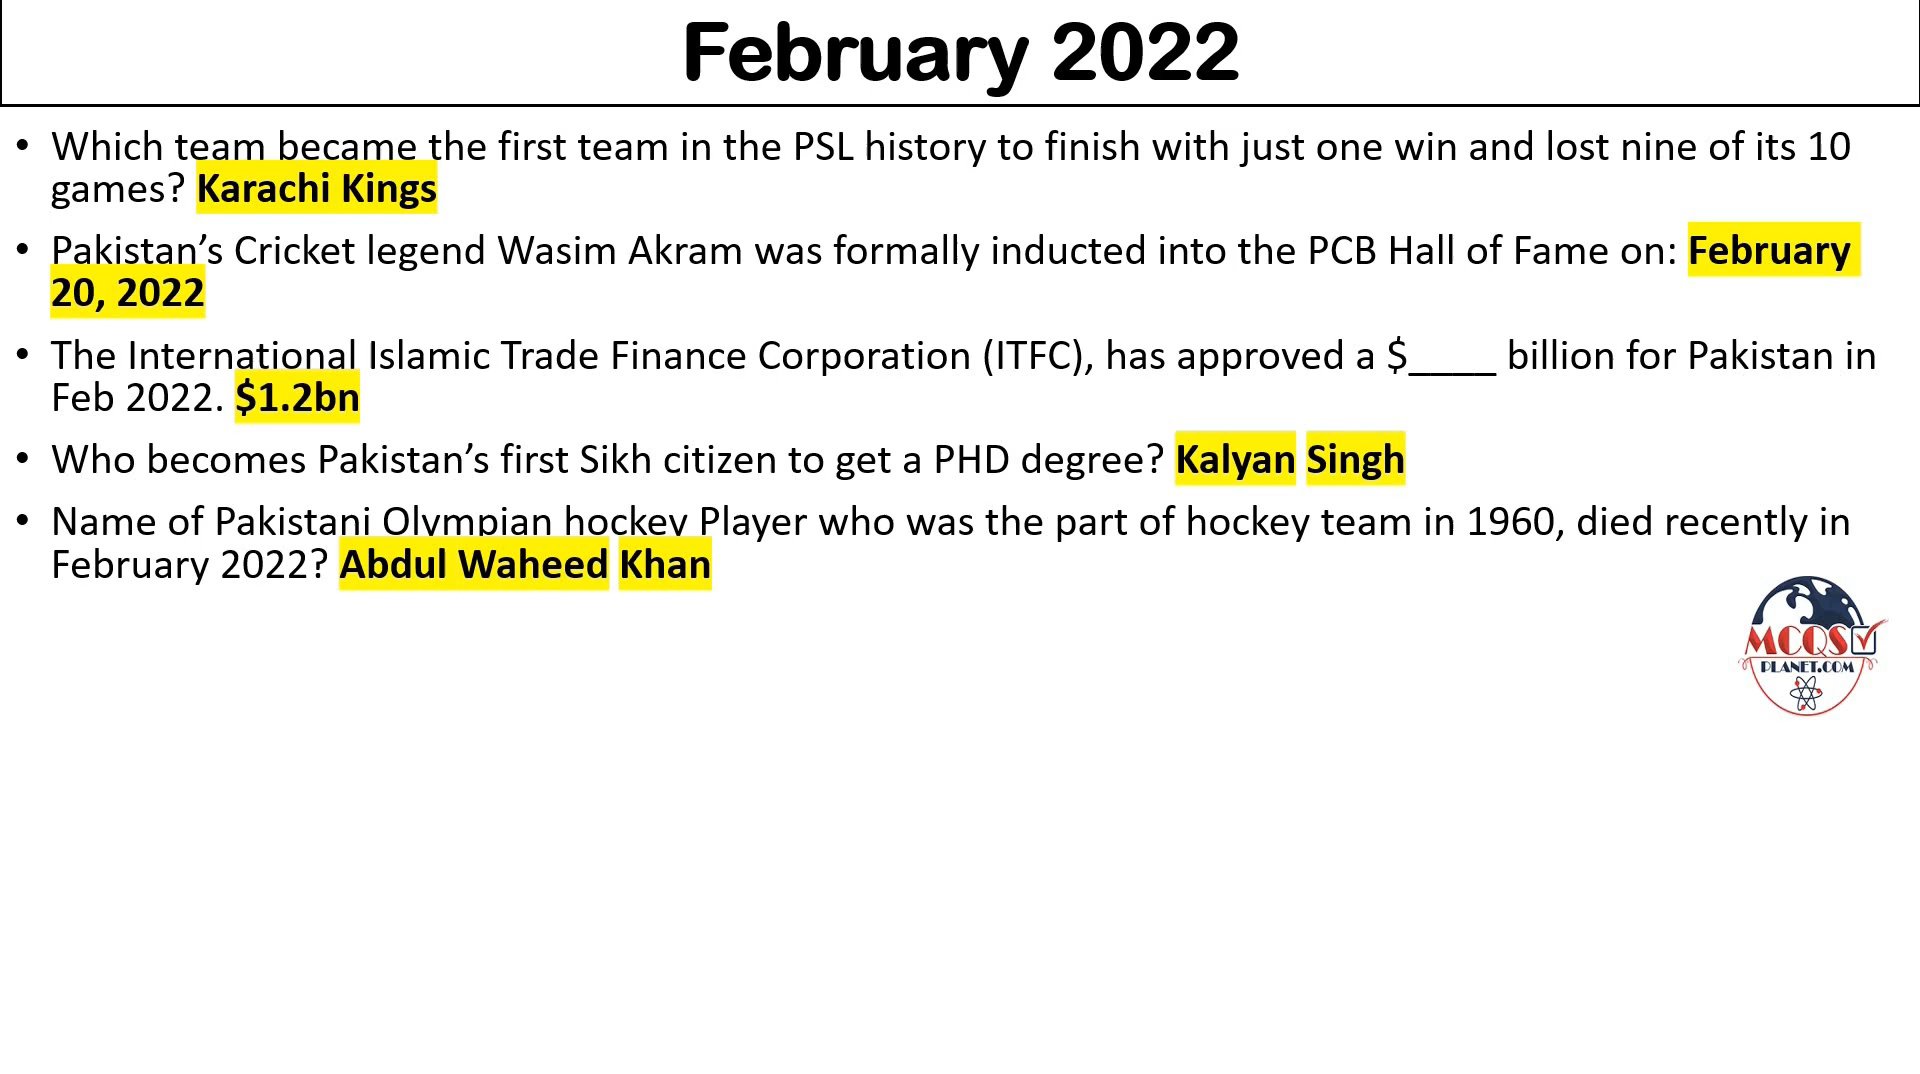 February 2022
• Which team became the first team in the PSL history to finish with just one win and lost nine of its 10
games? Karachi Kings
• Pakistan’s Cricket legend Wasim Akram was formally inducted into the PCB Hall of Fame on: February
20, 2022
• The International Islamic Trade Finance Corporation (ITFC), has approved a $____ billion for Pakistan in
Feb 2022. $1.2bn
• Who becomes Pakistan’s first Sikh citizen to get a PHD degree? Kalyan Singh
• Name of Pakistani Olympian hockey Player who was the part of hockey team in 1960, died recently in
February 2022? Abdul Waheed Khan
MCQS
PLANET.COM